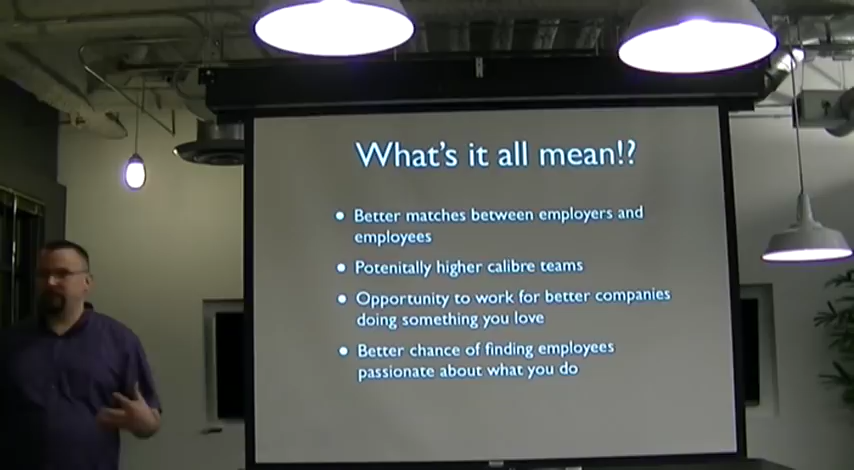 What's it all mean!?
Better matches between employers and
employees
Potenitally higher calibre teams
Opportunity to work for better companies
doing something you love
Better chance of finding employees
passionate about what you do